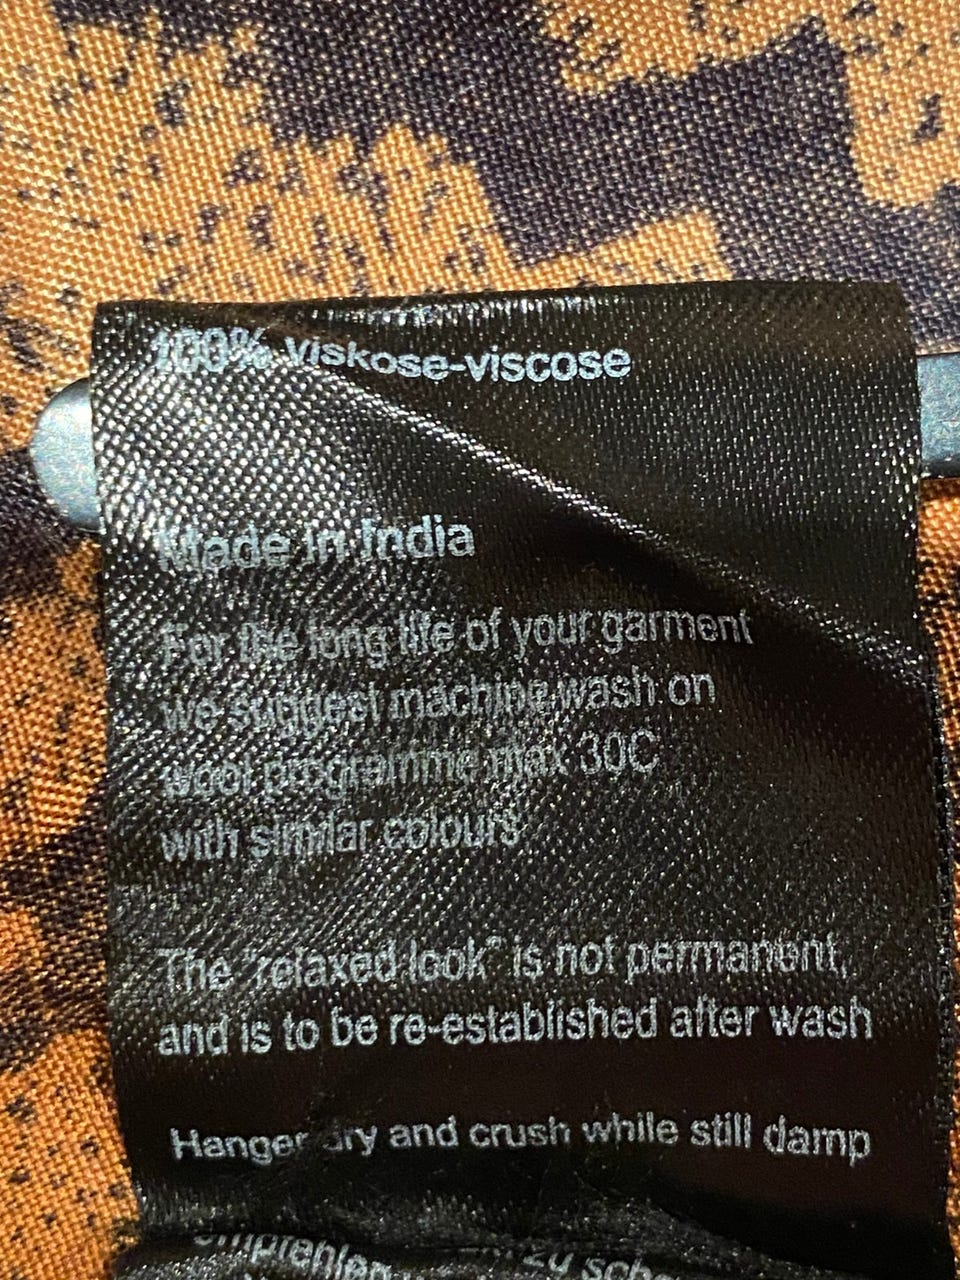 100% viskose-viscose
Made in India
For the long life of your garment
we suggest machine wash on
wool programme max 30C
with similar colours
The "relaxed look" is not permanent,
and is to be re-established after wash
Hanger dry and crush while still damp
empfehlen
zu